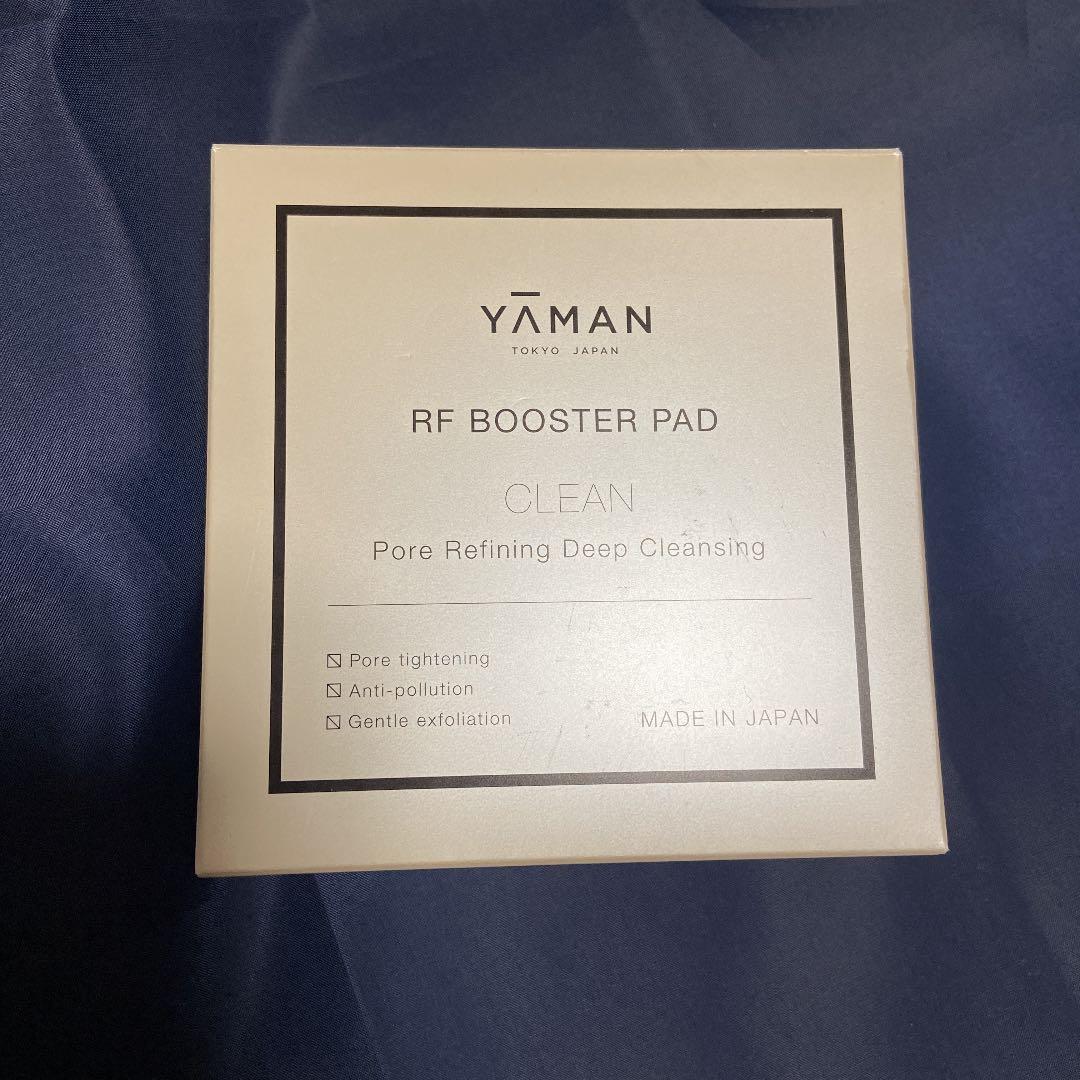 YĀMAN
TOKYO JAPAN
RF BOOSTER PAD
CLEAN
Pore Refining Deep Cleansing
Pore tightening
Anti-pollution
Gentle exfoliation
MADE IN JAPAN